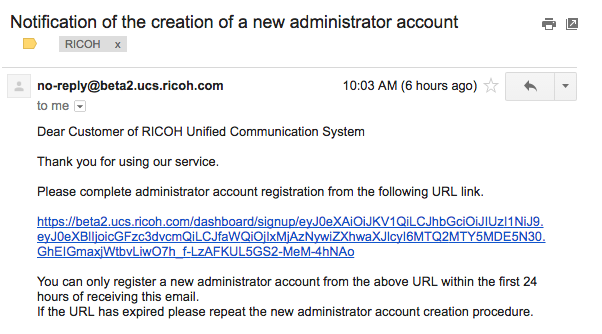 Notification of the creation of a new administrator account
RICOH x
no-reply@beta2.ucs.ricoh.com 10:03 AM (6 hours ago)
to me
Dear Customer of RICOH Unified Communication System
Thank you for using our service.
Please complete administrator account registration from the following URL link.
https://beta2.ucs.ricoh.com/dashboard/signup/eyJ0eXAiOiJKV1QiLCJhbGciOiJIUzI1NiJ9.
eyJ0eXBlIjoicGFzc3dvcmQiLCJfaWQiOjIxMjAzNywiZXhwaXJlcyI6MTQ2MTY5MDE5N30.
GhEIGmaxjWtbvLiwO7h_f-LzAFKUL5GS2-MeM-4hNAo
You can only register a new administrator account from the above URL within the first 24
hours of receiving this email.
If the URL has expired please repeat the new administrator account creation procedure.